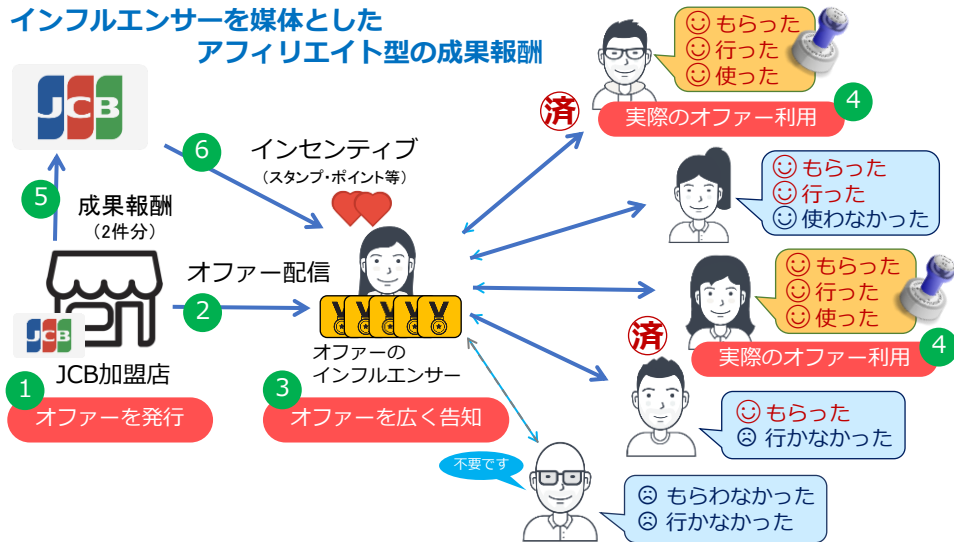 インフルエンサーを媒体とした
アフィリエイト型の成果報酬
JCB
6
インセンティブ
（スタンプ・ポイント等）
5
成果報酬
（2件分）
オファー配信
2
JCB
JCB加盟店
1
オファーを発行
オファーの
インフルエンサー
3
オファーを広く告知
もらった
行った
使った
済
実際のオファー利用
4
もらった
行った
使わなかった
もらった
行った
使った
済
実際のオファー利用
4
もらった
行かなかった
不要です
もらわなかった
行かなかった